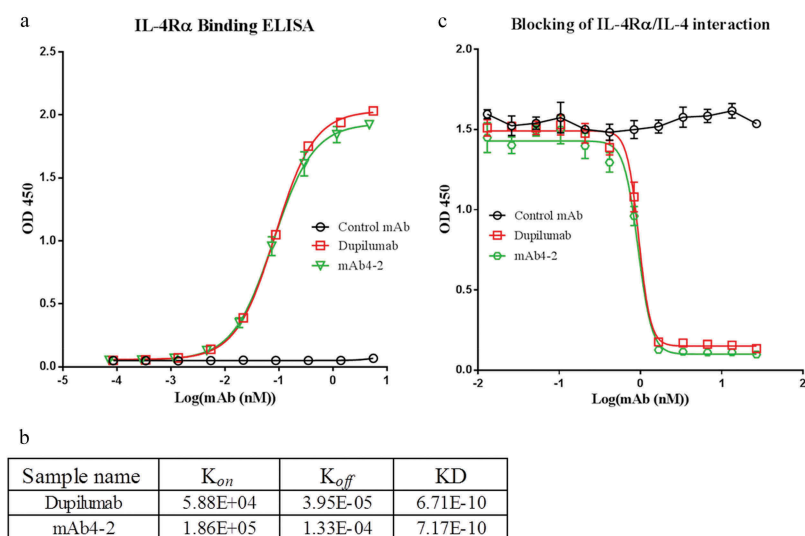 a
IL-4Rα Binding ELISA
2.5
2.0
1.5
1.0
0.5
0.0
OD 450
-5 -4 -3 -2 -1 0 1
Log(mAb (nM))
Control mAb
Dupilumab
mAb4-2
c
Blocking of IL-4Rα/IL-4 interaction
2.0
1.5
1.0
0.5
0.0
OD 450
-2 -1 0 1 2
Log(mAb (nM))
Control mAb
Dupilumab
mAb4-2
b
Sample name Kon Koff KD
Dupilumab 5.88E+04 3.95E-05 6.71E-10
mAb4-2 1.86E+05 1.33E-04 7.17E-10